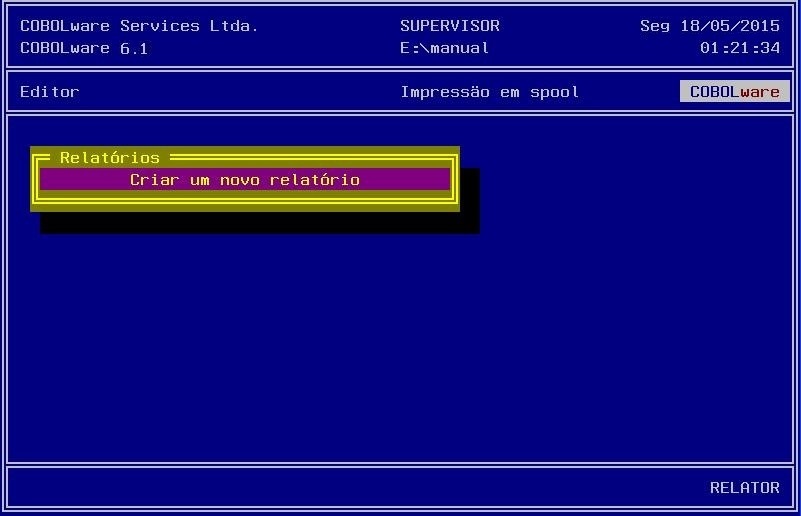 COBOLware Services Ltda. SUPERVISOR Seg 18/05/2015
COBOLware 6.1 E:\manual 01:21:34
Editor Impressäo em spool COBOLware
Relatórios
Criar um novo relatório
RELATOR